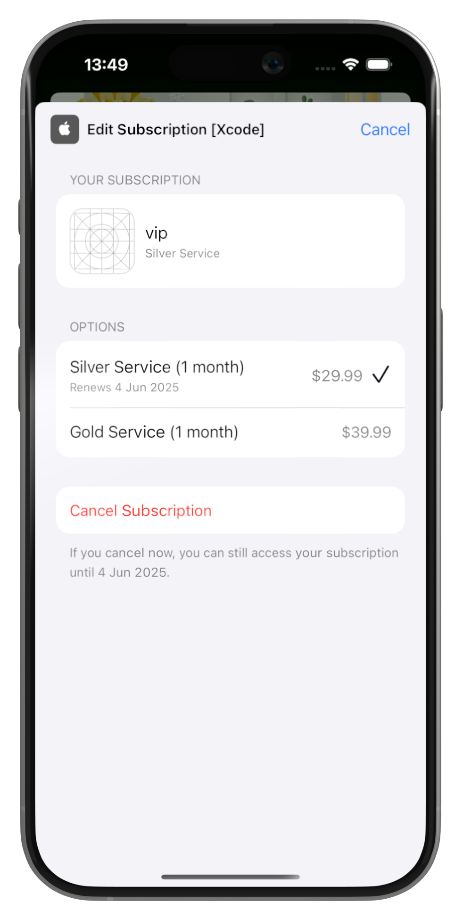 13:49
Edit Subscription [Xcode]
Cancel
YOUR SUBSCRIPTION
vip
Silver Service
OPTIONS
Silver Service (1 month)
$29.99
Renews 4 Jun 2025
Gold Service (1 month)
$39.99
Cancel Subscription
If you cancel now, you can still access your subscription
until 4 Jun 2025.